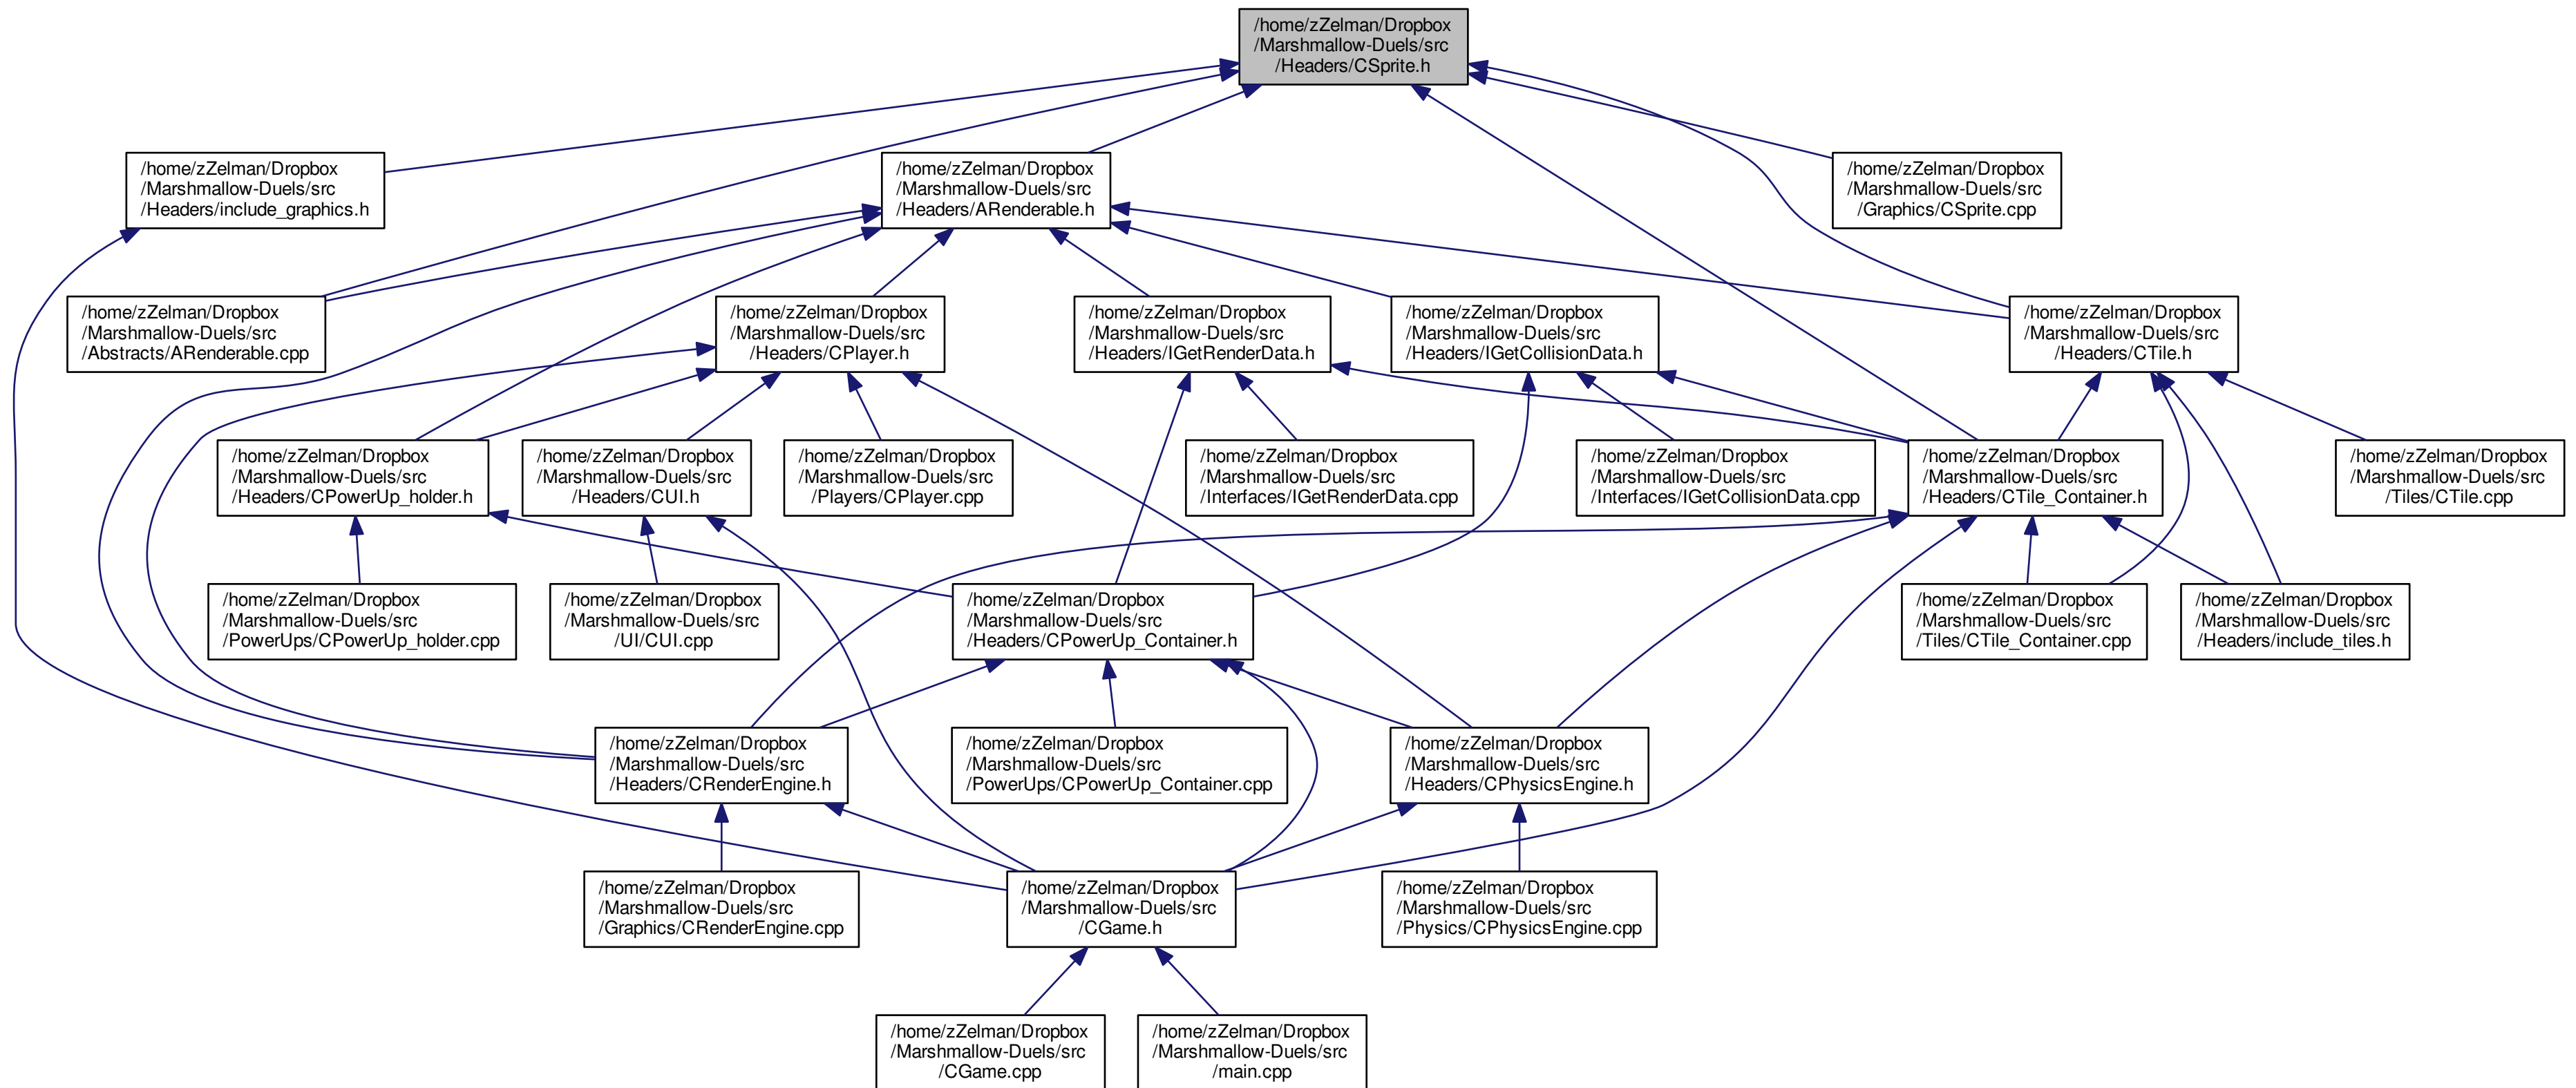 /home/zZelman/Dropbox
/Marshmallow-Duels/src
/Headers/CSprite.h
/home/zZelman/Dropbox
/Marshmallow-Duels/src
/Headers/include_graphics.h
/home/zZelman/Dropbox
/Marshmallow-Duels/src
/Headers/ARenderable.h
/home/zZelman/Dropbox
/Marshmallow-Duels/src
/Graphics/CSprite.cpp
/home/zZelman/Dropbox
/Marshmallow-Duels/src
/Abstracts/ARenderable.cpp
/home/zZelman/Dropbox
/Marshmallow-Duels/src
/Headers/CPlayer.h
/home/zZelman/Dropbox
/Marshmallow-Duels/src
/Headers/IGetRenderData.h
/home/zZelman/Dropbox
/Marshmallow-Duels/src
/Headers/IGetCollisionData.h
/home/zZelman/Dropbox
/Marshmallow-Duels/src
/Headers/CTile.h
/home/zZelman/Dropbox
/Marshmallow-Duels/src
/Headers/CPowerUp_holder.h
/home/zZelman/Dropbox
/Marshmallow-Duels/src
/Headers/CUI.h
/home/zZelman/Dropbox
/Marshmallow-Duels/src
/Players/CPlayer.cpp
/home/zZelman/Dropbox
/Marshmallow-Duels/src
/Interfaces/IGetRenderData.cpp
/home/zZelman/Dropbox
/Marshmallow-Duels/src
/Interfaces/IGetCollisionData.cpp
/home/zZelman/Dropbox
/Marshmallow-Duels/src
/Headers/CTile_Container.h
/home/zZelman/Dropbox
/Marshmallow-Duels/src
/Tiles/CTile.cpp
/home/zZelman/Dropbox
/Marshmallow-Duels/src
/PowerUps/CPowerUp_holder.cpp
/home/zZelman/Dropbox
/Marshmallow-Duels/src
/UI/CUI.cpp
/home/zZelman/Dropbox
/Marshmallow-Duels/src
/Headers/CPowerUp_Container.h
/home/zZelman/Dropbox
/Marshmallow-Duels/src
/Tiles/CTile_Container.cpp
/home/zZelman/Dropbox
/Marshmallow-Duels/src
/Headers/include_tiles.h
/home/zZelman/Dropbox
/Marshmallow-Duels/src
/Headers/CRenderEngine.h
/home/zZelman/Dropbox
/Marshmallow-Duels/src
/PowerUps/CPowerUp_Container.cpp
/home/zZelman/Dropbox
/Marshmallow-Duels/src
/Headers/CPhysicsEngine.h
/home/zZelman/Dropbox
/Marshmallow-Duels/src
/Graphics/CRenderEngine.cpp
/home/zZelman/Dropbox
/Marshmallow-Duels/src
/CGame.h
/home/zZelman/Dropbox
/Marshmallow-Duels/src
/Physics/CPhysicsEngine.cpp
/home/zZelman/Dropbox
/Marshmallow-Duels/src
/CGame.cpp
/home/zZelman/Dropbox
/Marshmallow-Duels/src
/main.cpp